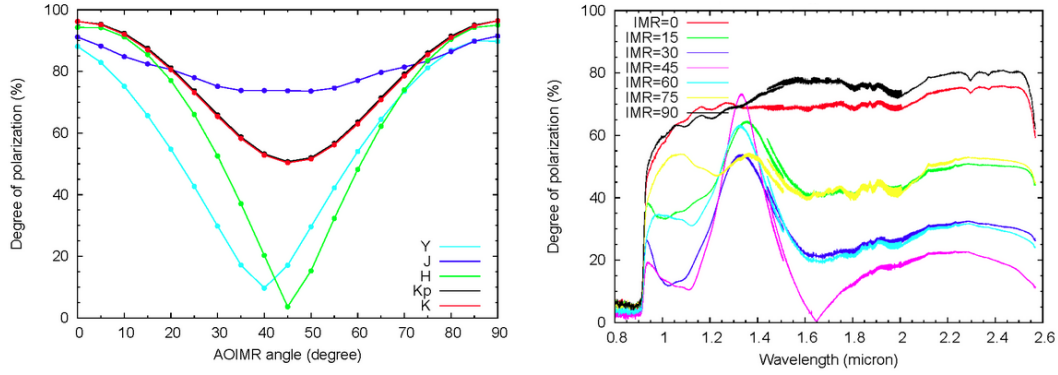 100
80
60
40
20
0
Degree of polarization (%)
Y
J
H
Kp
K
0 10 20 30 40 50 60 70 80 90
AOIMR angle (degree)
100
80
60
40
20
0
Degree of polarization (%)
IMR=0
IMR=15
IMR=30
IMR=45
IMR=60
IMR=75
IMR=90
0.8 1 1.2 1.4 1.6 1.8 2 2.2 2.4 2.6
Wavelength (micron)